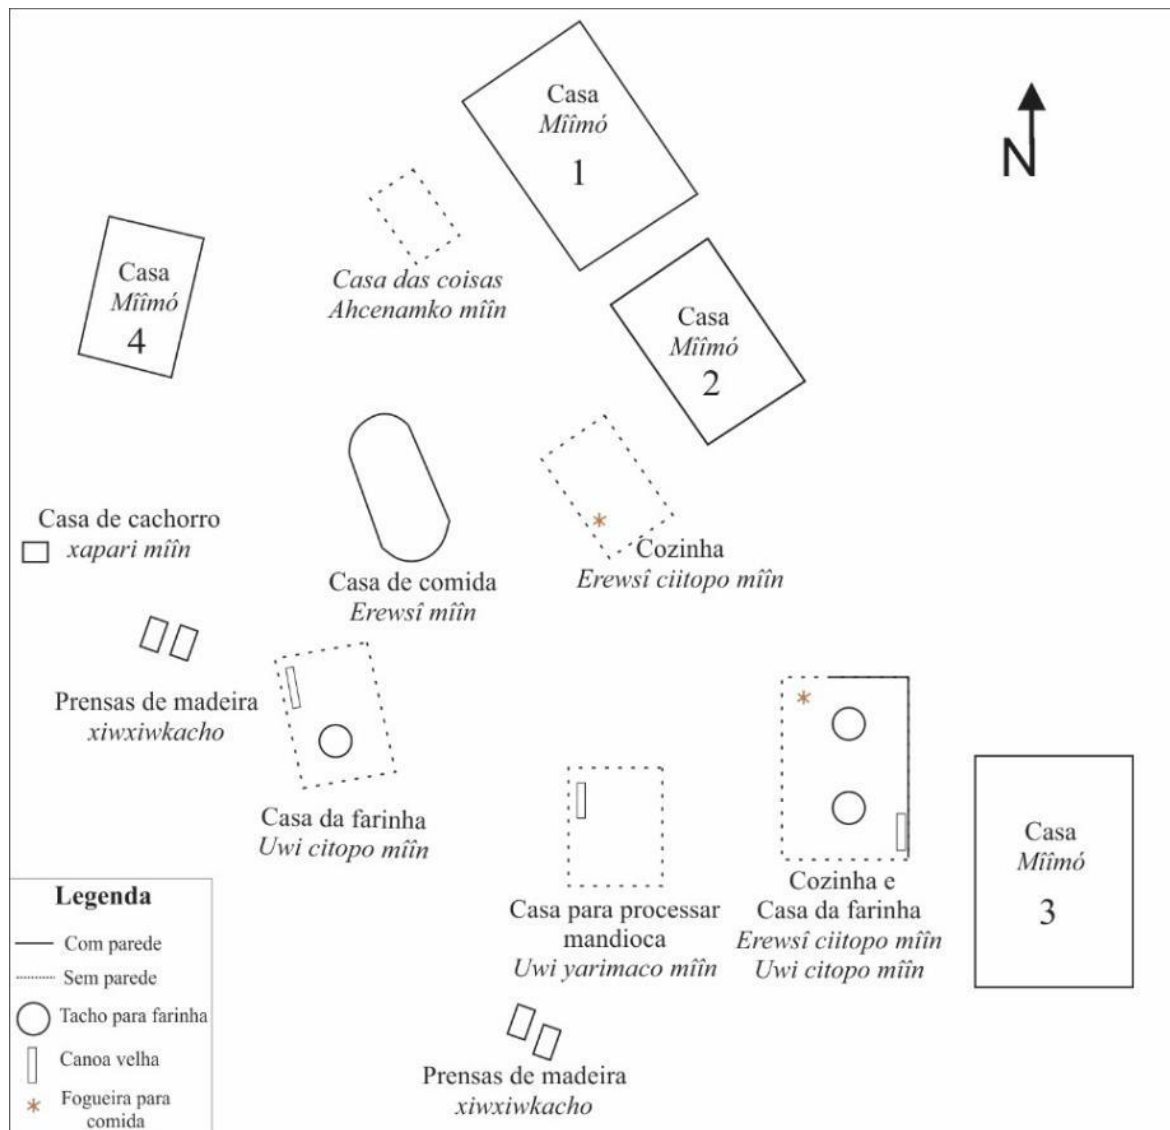 Casa
Mîîmó
1
N
Casa
Mîîmó
4
Casa das coisas
Ahcenamko mîîn
Casa
Mîîmó
2
Casa de cachorro
xapari mîîn
Casa de comida
Erewsî mîîn
Cozinha
Erewsî ciitopo mîîn
Prensas de madeira
xiwxiwkacho
Casa da farinha
Uwi citopo mîîn
Casa para processar
mandioca
Uwi yarimaco mîîn
Cozinha e
Casa da farinha
Erewsî ciitopo mîîn
Uwi citopo mîîn
Casa
Mîîmó
3
Prensas de madeira
xiwxiwkacho
Legenda
Com parede
Sem parede
Tacho para farinha
Canoa velha
Fogueira para
comida